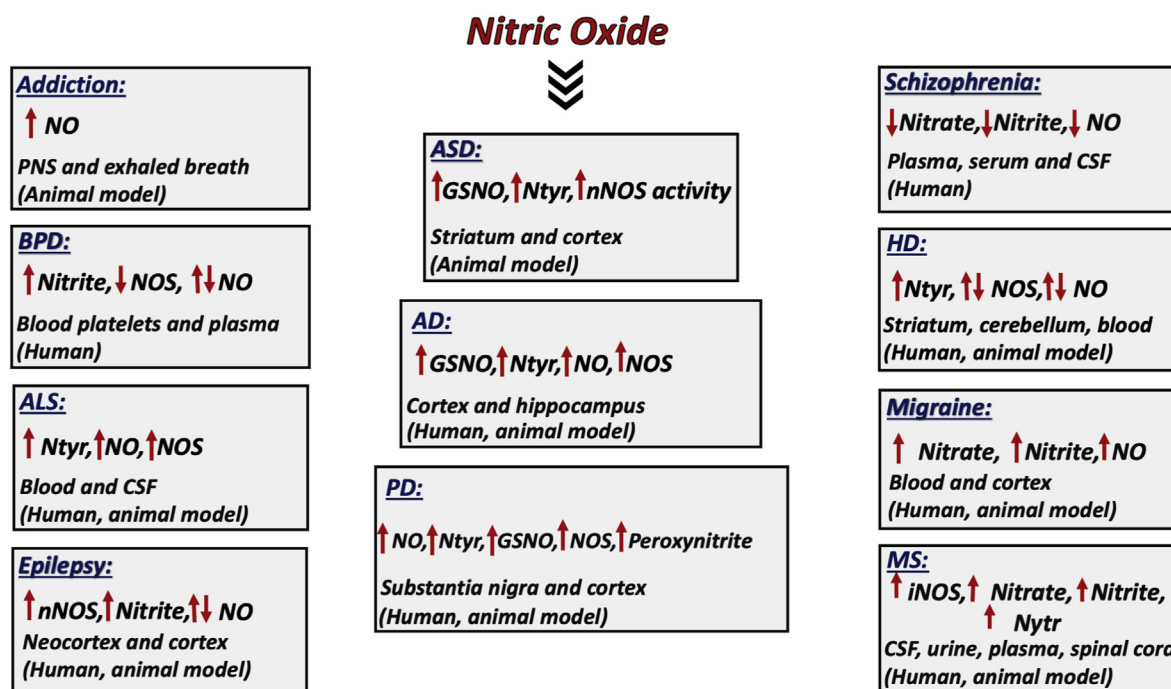 Nitric Oxide
Addiction:
↑ NO
PNS and exhaled breath
(Animal model)
BPD:
↑Nitrite,↓NOS, ↑↓NO
Blood platelets and plasma
(Human)
ALS:
↑ Ntyr,↑NO,↑NOS
Blood and CSF
(Human, animal model)
Epilepsy:
↑nNOS,↑Nitrite,↑↓ NO
Neocortex and cortex
(Human, animal model)
ASD:
↑GSNO,↑Ntyr,↑nNOS activity
Striatum and cortex
(Animal model)
AD:
↑GSNO,↑Ntyr,↑NO,↑NOS
Cortex and hippocampus
(Human, animal model)
PD:
↑NO,↑Ntyr,↑GSNO,↑NOS,↑Peroxynitrite
Substantia nigra and cortex
(Human, animal model)
Schizophrenia:
↓Nitrate,↓Nitrite,↓ NO
Plasma, serum and CSF
(Human)
HD:
↑Ntyr,↑↓ NOS,↑↓ NO
Striatum, cerebellum, blood
(Human, animal model)
Migraine:
↑ Nitrate, ↑Nitrite,↑NO
Blood and cortex
(Human, animal model)
MS:
↑iNOS,↑ Nitrate,↑Nitrite,
↑ Nytr
CSF, urine, plasma, spinal cord
(Human, animal model)